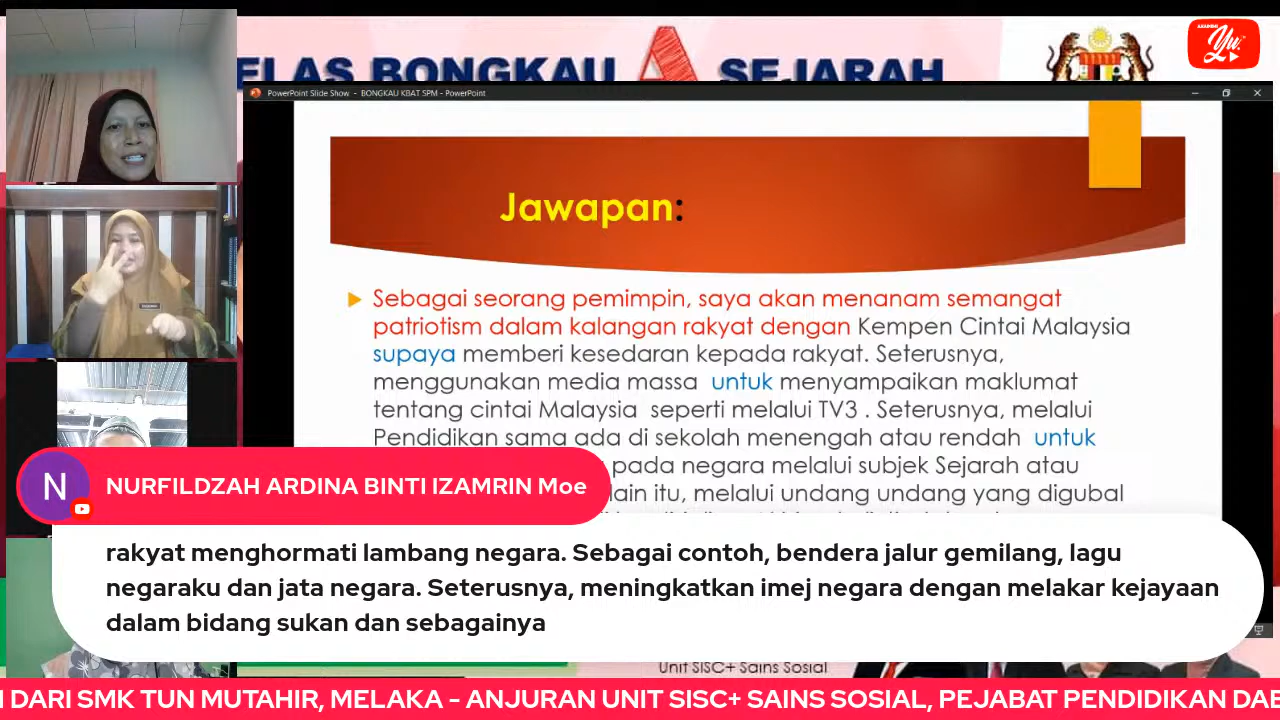 ELAS BONGKAU A SEJARAH
PowerPoint Slide Show - BONGKAU KBAT SPM - PowerPoint
Jawapan:
Sebagai seorang pemimpin, saya akan menanam semangat
patriotism dalam kalangan rakyat dengan Kempen Cintai Malaysia
supaya memberi kesedaran kepada rakyat. Seterusnya,
menggunakan media massa untuk menyampaikan maklumat
tentang cintai Malaysia seperti melalui TV3 . Seterusnya, melalui
Pendidikan sama ada di sekolah menengah atau rendah untuk
pada negara melalui subjek Sejarah atau
lain itu, melalui undang undang yang digubal
N
NURFILDZAH ARDINA BINTI IZAMRIN Moe
rakyat menghormati lambang negara. Sebagai contoh, bendera jalur gemilang, lagu
negaraku dan jata negara. Seterusnya, meningkatkan imej negara dengan melakar kejayaan
dalam bidang sukan dan sebagainya
Unit SISC+ Sains Sosial
I DARI SMK TUN MUTAHIR, MELAKA - ANJURAN UNIT SISC+ SAINS SOSIAL, PEJABAT PENDIDIKAN DAE